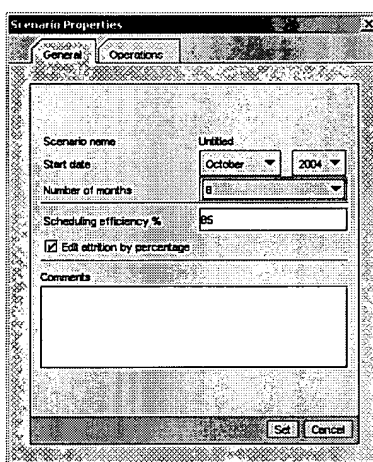 Scenario Properties X
General Operations
Scenario name Untitled
Start date October 2004
Number of months 8
Scheduling efficiency % 85
Edit attrition by percentage
Comments
Set Cancel